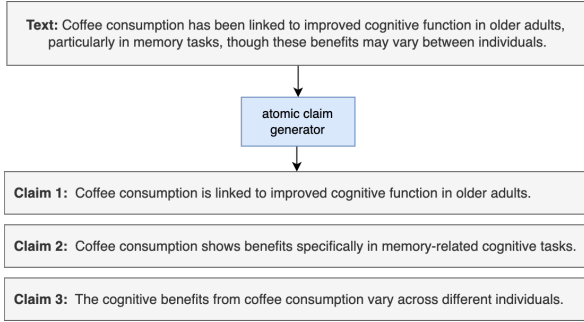 Text: Coffee consumption has been linked to improved cognitive function in older adults,
particularly in memory tasks, though these benefits may vary between individuals.
atomic claim
generator
Claim 1: Coffee consumption is linked to improved cognitive function in older adults.
Claim 2: Coffee consumption shows benefits specifically in memory-related cognitive tasks.
Claim 3: The cognitive benefits from coffee consumption vary across different individuals.